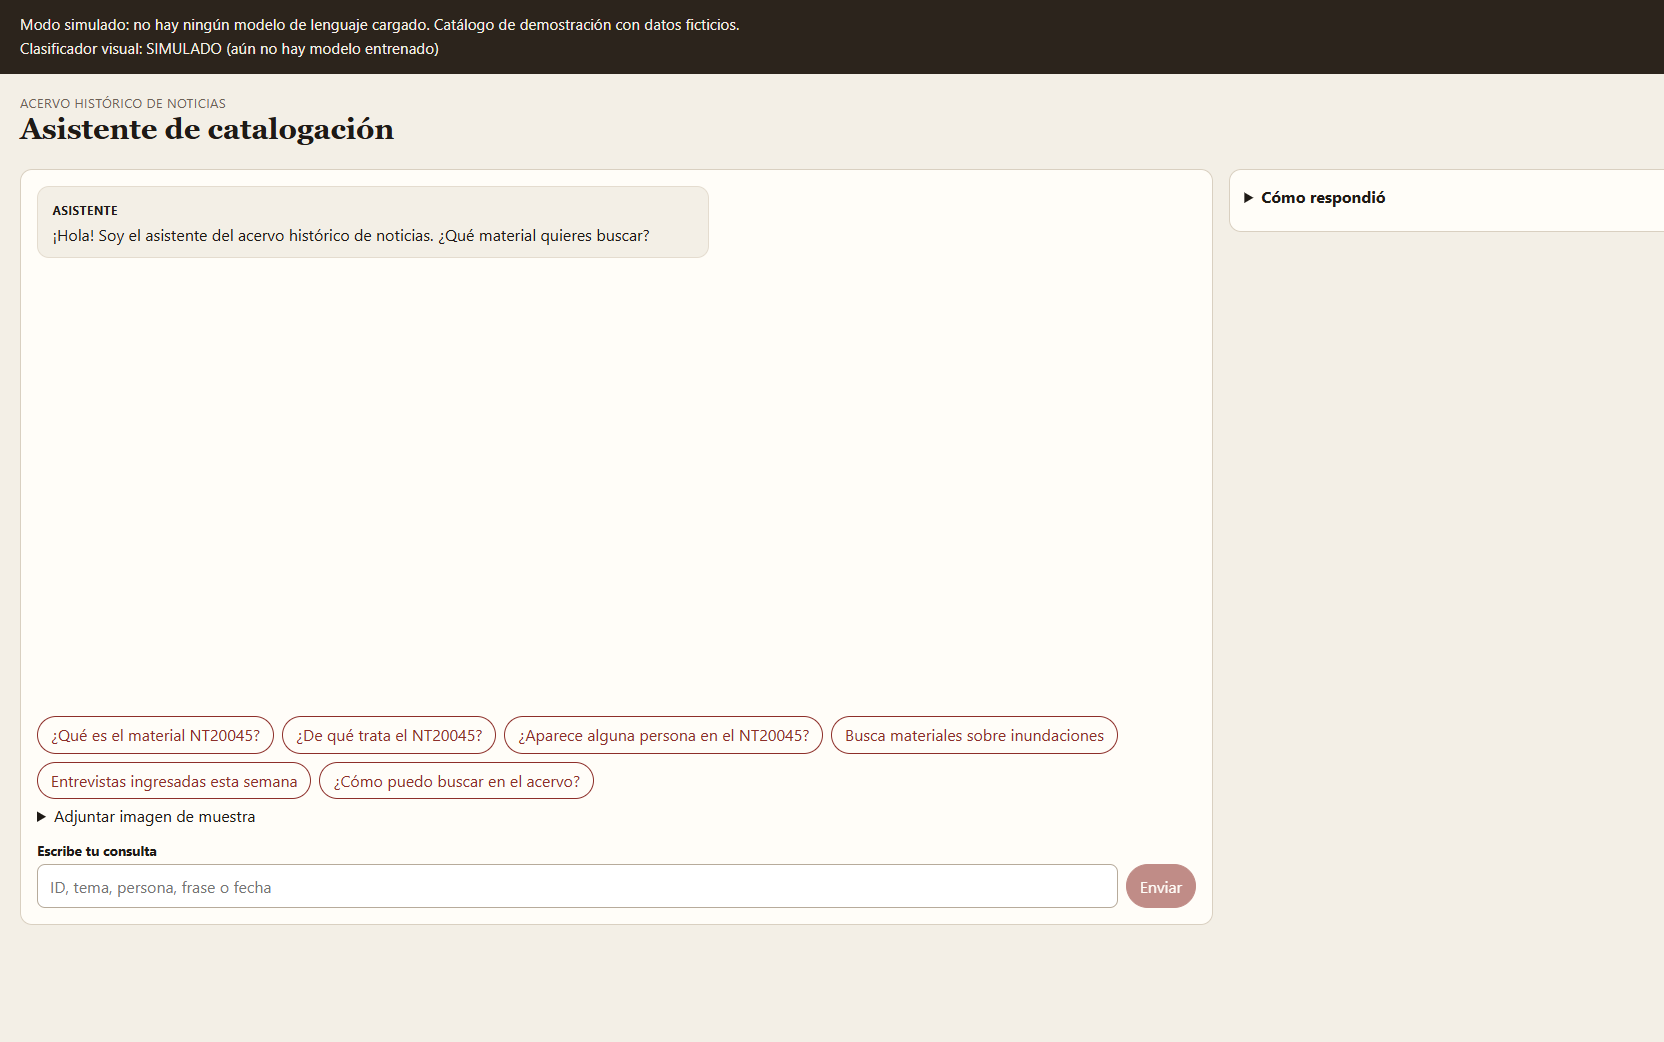 Modo simulado: no hay ningún modelo de lenguaje cargado. Catálogo de demostración con datos ficticios.
Clasificador visual: SIMULADO (aún no hay modelo entrenado)
ACERVO HISTÓRICO DE NOTICIAS
Asistente de catalogación
ASISTENTE
¡Hola! Soy el asistente del acervo histórico de noticias. ¿Qué material quieres buscar?
Cómo respondió
¿Qué es el material NT20045?
¿De qué trata el NT20045?
¿Aparece alguna persona en el NT20045?
Busca materiales sobre inundaciones
Entrevistas ingresadas esta semana
¿Cómo puedo buscar en el acervo?
Adjuntar imagen de muestra
Escribe tu consulta
ID, tema, persona, frase o fecha
Enviar